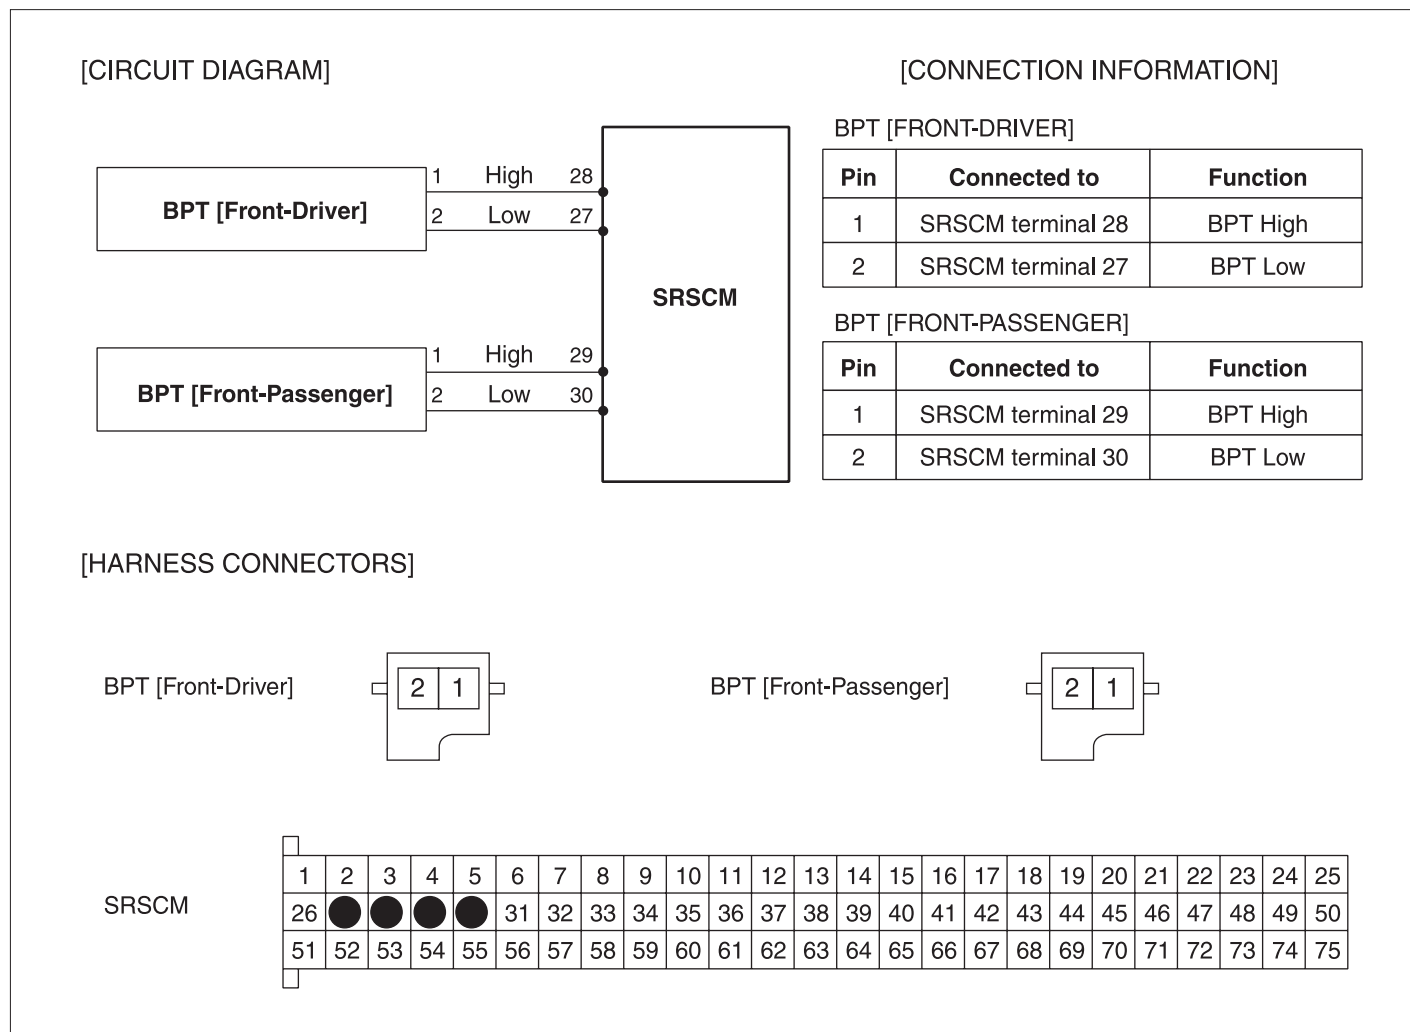 [CIRCUIT DIAGRAM]
[CONNECTION INFORMATION]
BPT [Front-Driver]
1 High 28
2 Low 27
BPT [Front-Passenger]
1 High 29
2 Low 30
SRSCM
BPT [FRONT-DRIVER]
Pin Connected to Function
1 SRSCM terminal 28 BPT High
2 SRSCM terminal 27 BPT Low
BPT [FRONT-PASSENGER]
Pin Connected to Function
1 SRSCM terminal 29 BPT High
2 SRSCM terminal 30 BPT Low
[HARNESS CONNECTORS]
BPT [Front-Driver] 2 1
BPT [Front-Passenger] 2 1
SRSCM
1 2 3 4 5 6 7 8 9 10 11 12 13 14 15 16 17 18 19 20 21 22 23 24 25
26 31 32 33 34 35 36 37 38 39 40 41 42 43 44 45 46 47 48 49 50
51 52 53 54 55 56 57 58 59 60 61 62 63 64 65 66 67 68 69 70 71 72 73 74 75